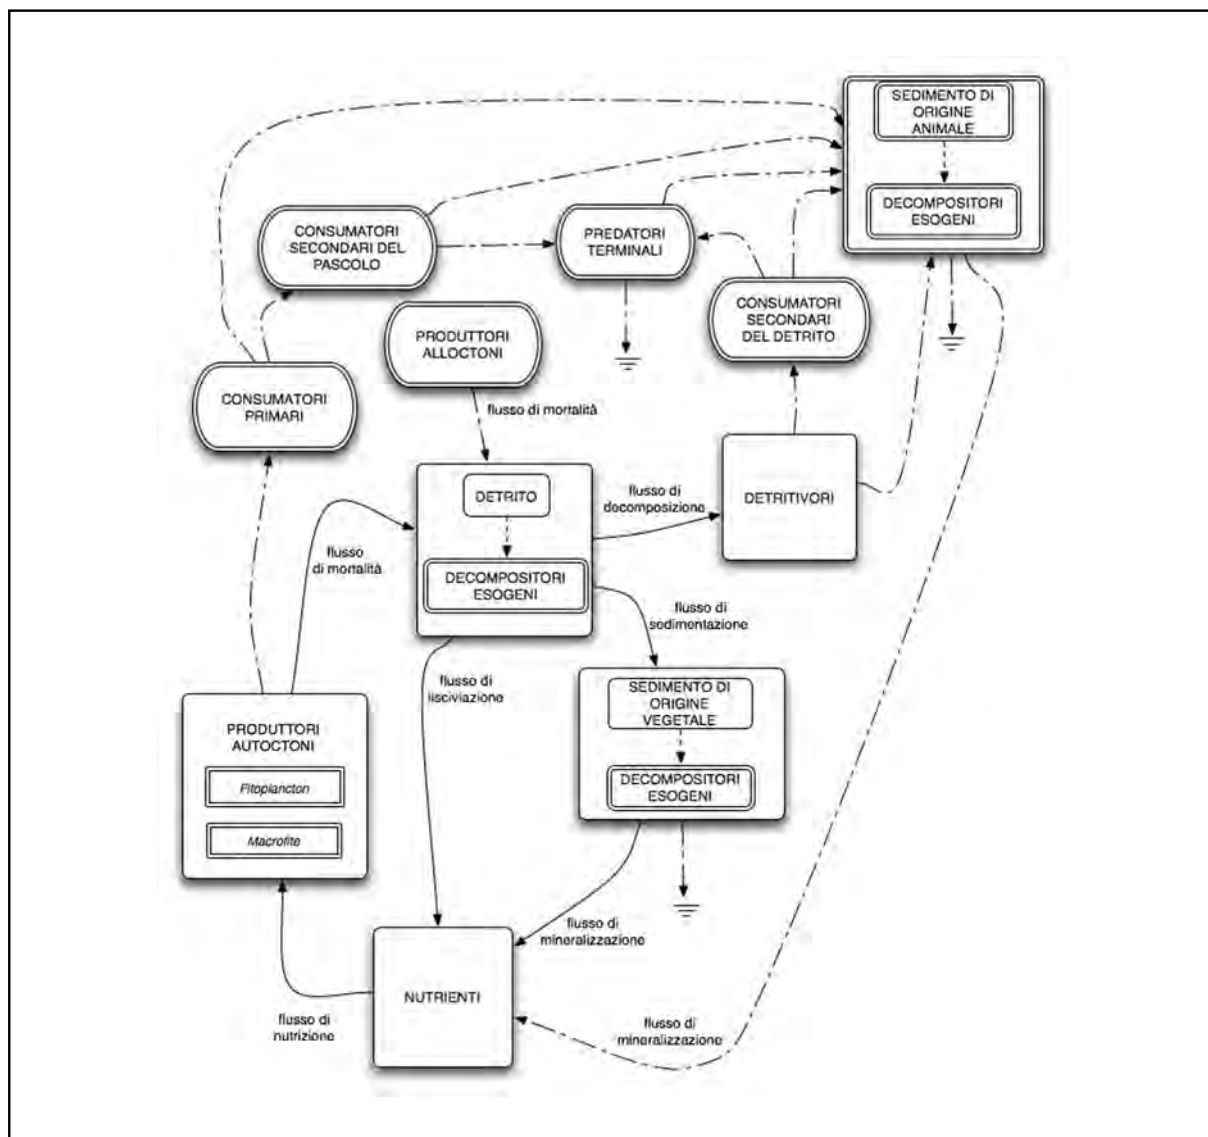 SEDIMENTO DI
ORIGINE
ANIMALE
DECOMPOSITORI
ESOGENI
CONSUMATORI
SECONDARI DEL
PASCOLO
PREDATORI
TERMINALI
CONSUMATORI
SECONDARI
DEL DETRITO
PRODUTTORI
ALLOCTONI
CONSUMATORI
PRIMARI
flusso di mortalità
DETRITO
DECOMPOSITORI
ESOGENI
flusso di
decomposizione
DETRITIVORI
flusso
di mortalità
flusso di
sedimentazione
flusso di
lisciviazione
SEDIMENTO DI
ORIGINE
VEGETALE
DECOMPOSITORI
ESOGENI
PRODUTTORI
AUTOCTONI
Fitoplancton
Macrofite
flusso di
mineralizzazione
NUTRIENTI
flusso di
nutrizione
flusso di
mineralizzazione